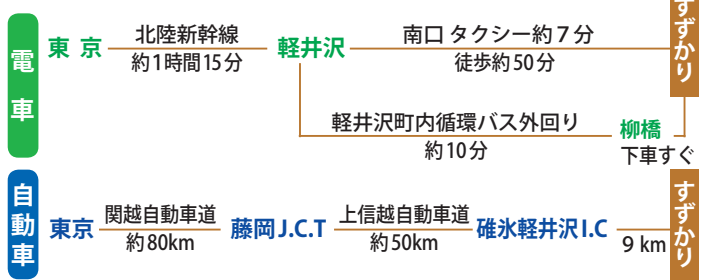 電車
東京
北陸新幹線
約1時間15分
軽井沢
南口 タクシー約7分
徒歩約50分
すずかり
軽井沢町内循環バス外回り
約10分
柳橋
下車すぐ
自動車
東京
関越自動車道
約80km
藤岡J.C.T
上信越自動車道
約50km
碓氷軽井沢I.C
9 km
すずかり